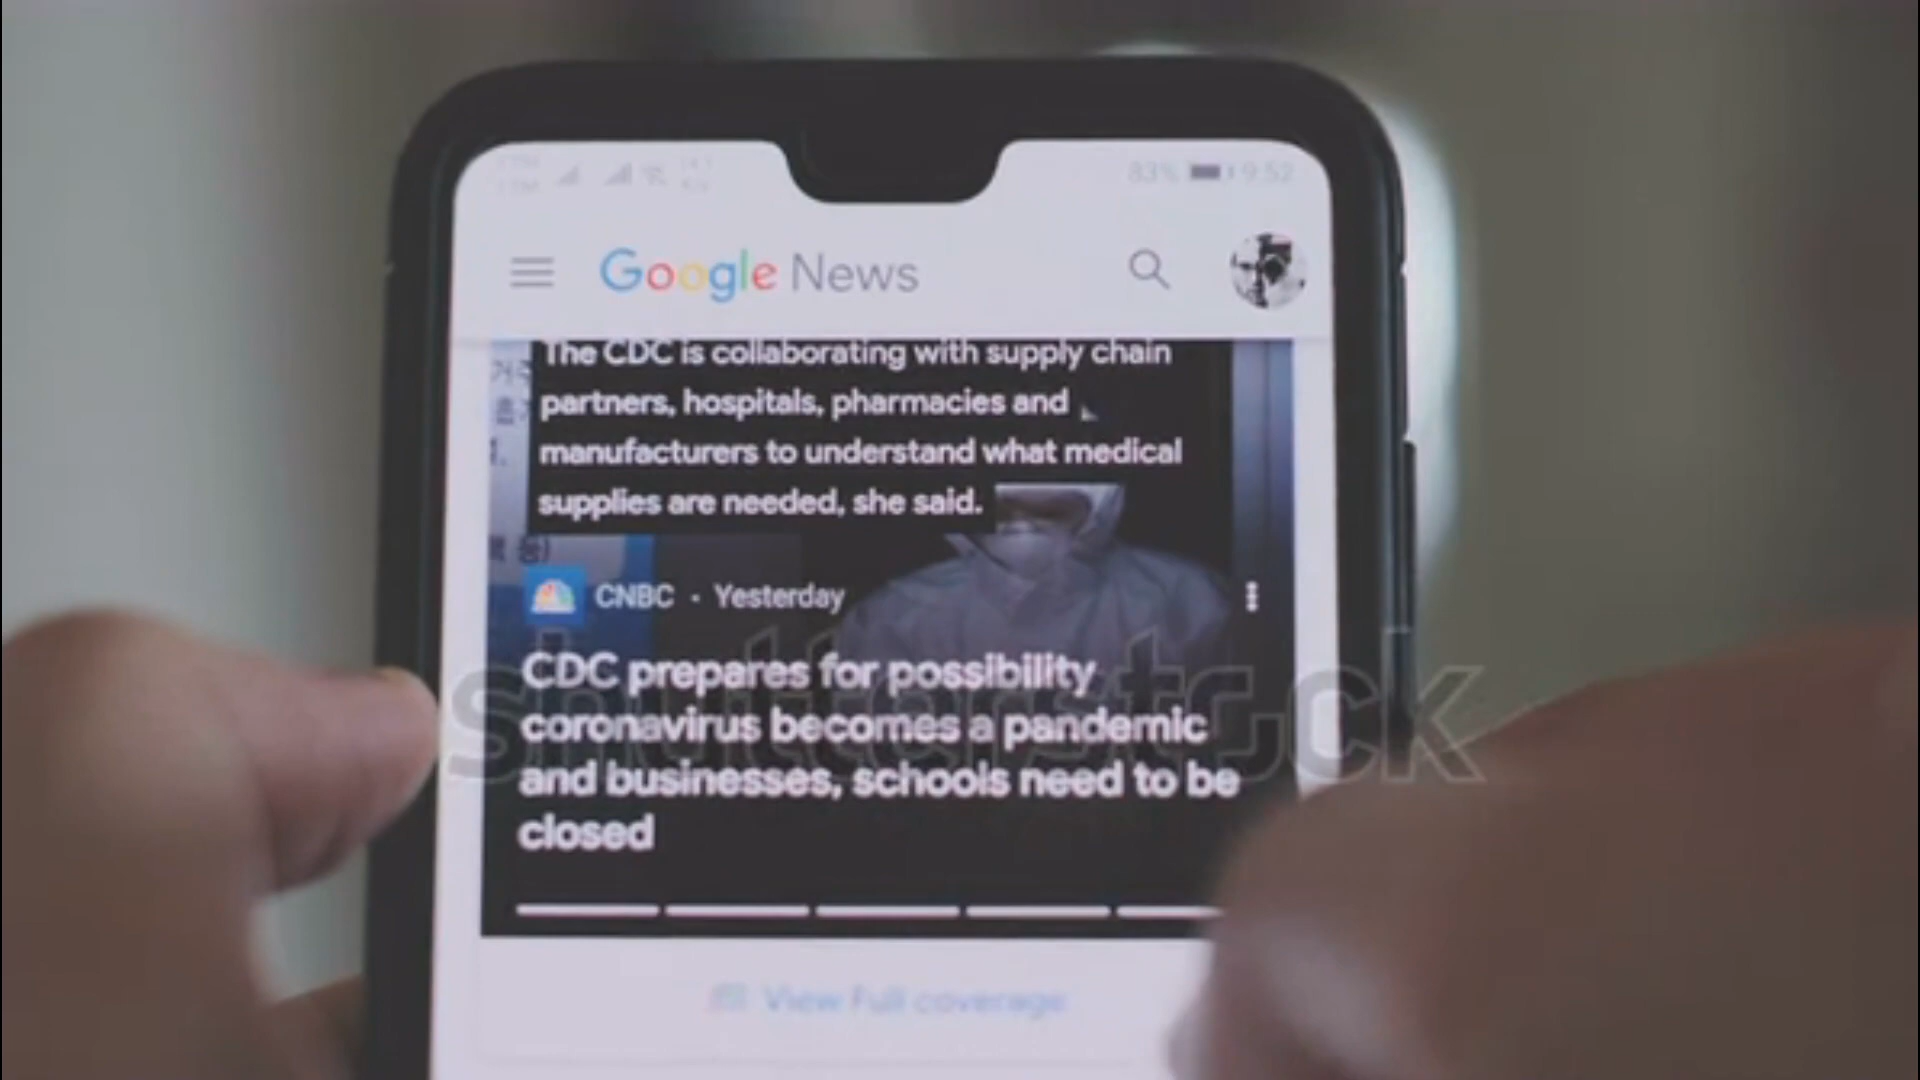 83% 9:52
Google News
The CDC is collaborating with supply chain
partners, hospitals, pharmacies and
manufacturers to understand what medical
supplies are needed, she said.
CNBC · Yesterday
CDC prepares for possibility
coronavirus becomes a pandemic
and businesses, schools need to be
closed
shutterstock
View Full coverage